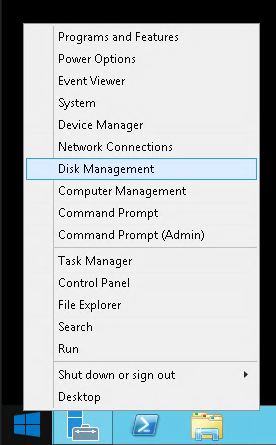 Programs and Features
Power Options
Event Viewer
System
Device Manager
Network Connections
Disk Management
Computer Management
Command Prompt
Command Prompt (Admin)
Task Manager
Control Panel
File Explorer
Search
Run
Shut down or sign out
Desktop